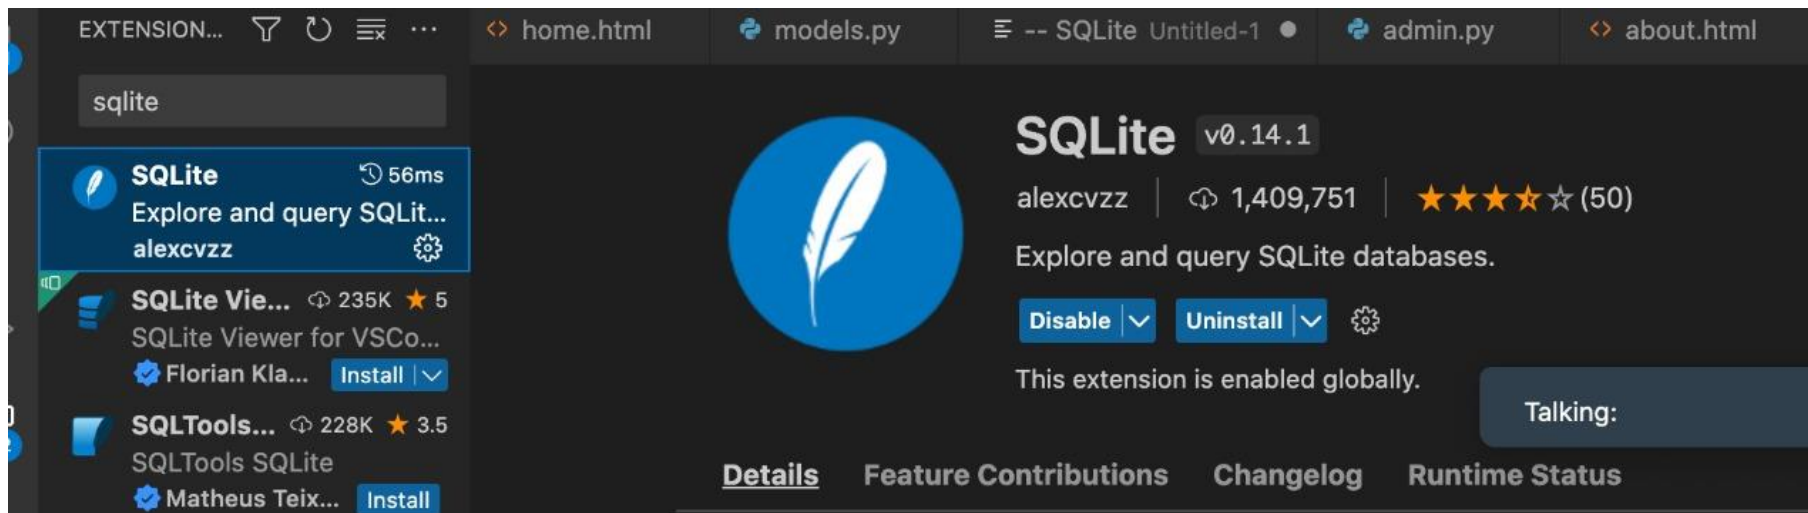 EXTENSION...
home.html
models.py
-- SQLite Untitled-1
admin.py
about.html
sqlite
SQLite 56ms
Explore and query SQLit...
alexcvzz
SQLite Vie... 235K ★ 5
SQLite Viewer for VSCo...
Florian Kla... Install
SQLTools... 228K ★ 3.5
SQLTools SQLite
Matheus Teix... Install
SQLite v0.14.1
alexcvzz 1,409,751 (50)
Explore and query SQLite databases.
Disable Uninstall
This extension is enabled globally.
Talking:
Details Feature Contributions Changelog Runtime Status